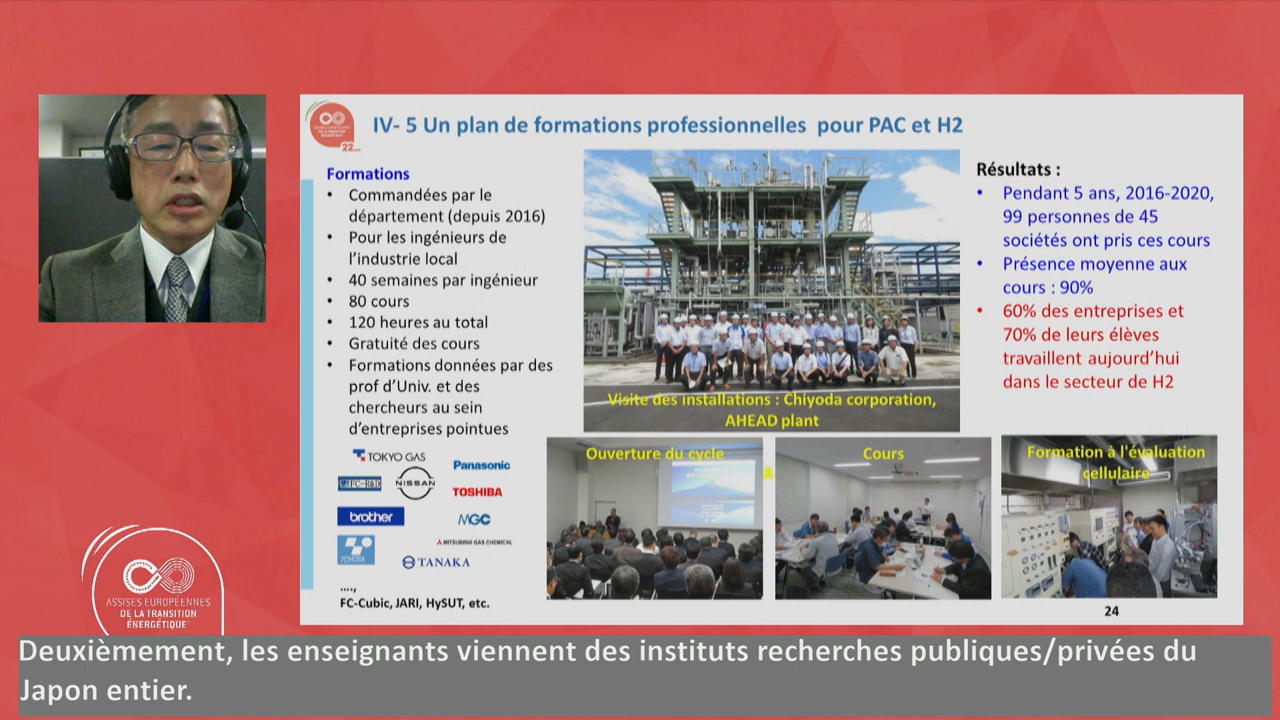 IV- 5 Un plan de formations professionnelles pour PAC et H2
22
Formations
• Commandées par le
département (depuis 2016)
• Pour les ingénieurs de
l'industrie local
• 40 semaines par ingénieur
• 80 cours
• 120 heures au total
• Gratuité des cours
• Formations données par des
prof d'Univ. et des
chercheurs au sein
d'entreprises pointues
TOKYO GAS
Panasonic
FC-R&D
NISSAN
TOSHIBA
brother
MGC
MITSUBISHI GAS CHEMICAL
TOYOTA
TANAKA
....,
FC-Cubic, JARI, HySUT, etc.
Visite des installations : Chiyoda corporation,
AHEAD plant
Ouverture du cycle
Cours
Formation à l'évaluation
cellulaire
Résultats :
• Pendant 5 ans, 2016-2020,
99 personnes de 45
sociétés ont pris ces cours
• Présence moyenne aux
cours : 90%
• 60% des entreprises et
70% de leurs élèves
travaillent aujourd'hui
dans le secteur de H2
24
ASSISES EUROPÉENNES
DE LA TRANSITION
ÉNERGÉTIQUE
Deuxièmement, les enseignants viennent des instituts recherches publiques/privées du
Japon entier.